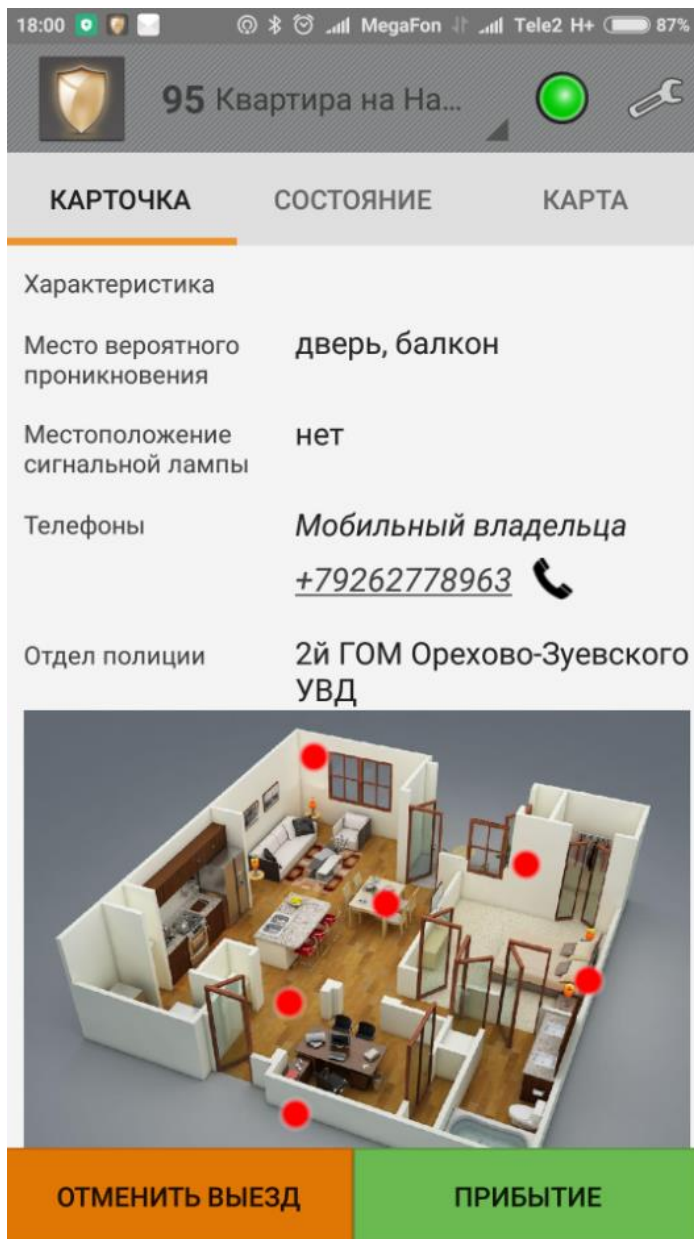 18:00 MegaFon Tele2 H+ 87%
95 Квартира на На...
КАРТОЧКА СОСТОЯНИЕ КАРТА
Характеристика
Место вероятного проникновения
дверь, балкон
Местоположение сигнальной лампы
нет
Телефоны
Мобильный владельца
+79262778963
Отдел полиции
2й ГОМ Орехово-Зуевского
УВД
ОТМЕНИТЬ ВЫЕЗД ПРИБЫТИЕ